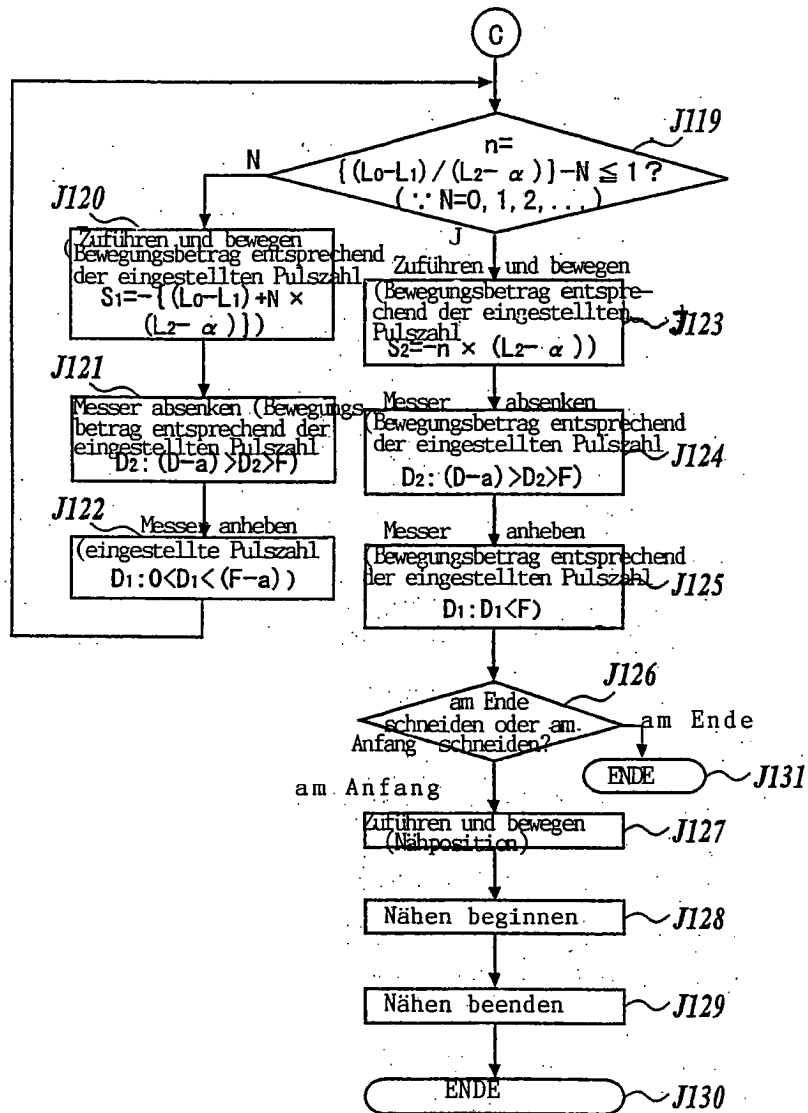 C
J119
n=
{(L0-L1)/(L2- α)}-N ≦ 1?
(∵ N=0, 1, 2, ...)
N
J
J120
(Zuführen und bewegen
Bewegungsbetrag entsprechend
der eingestellten Pulszahl
S1=-{(L0-L1)+N ×
(L2- α)})
J121
Messer absenken (Bewegungs-
betrag entsprechend der
eingestellten Pulszahl
D2: (D-a)>D2>F)
J122
Messer anheben
(eingestellte Pulszahl
D1:0<D1<(F-a))
Zuführen und bewegen
(Bewegungsbetrag entspre-
chend der eingestellten
Pulszahl
S2=-n × (L2- α))
J123
Messer absenken
(Bewegungsbetrag entsprechend
der eingestellten Pulszahl
D2: (D-a)>D2>F)
J124
Messer anheben
(Bewegungsbetrag entsprechend
der eingestellten Pulszahl
D1:D1<F)
J125
J126
am Ende
schneiden oder am
Anfang schneiden?
am Ende
ENDE
J131
am Anfang
Zuführen und bewegen
(Nähposition)
J127
Nähen beginnen
J128
Nähen beenden
J129
ENDE
J130